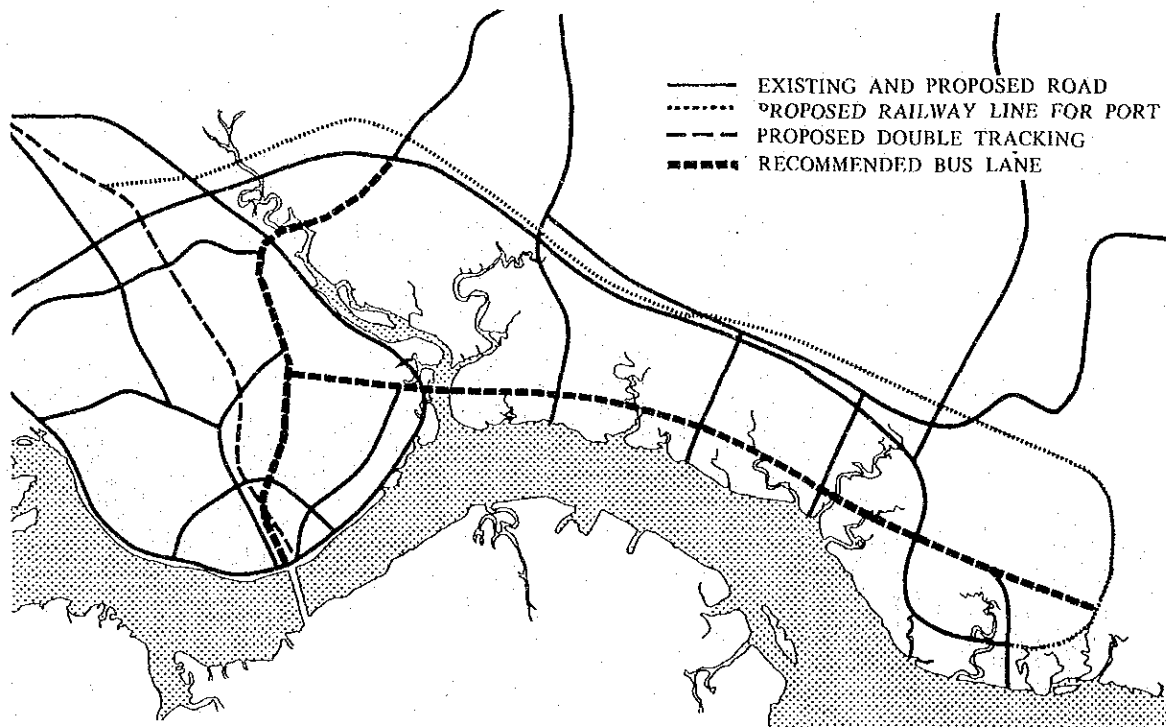 EXISTING AND PROPOSED ROAD
PROPOSED RAILWAY LINE FOR PORT
PROPOSED DOUBLE TRACKING
RECOMMENDED BUS LANE